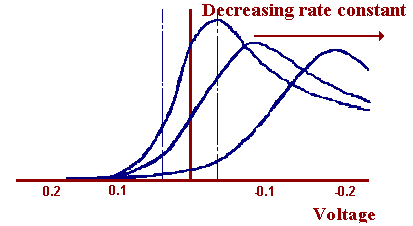 Decreasing rate constant
0.2 0.1 -0.1 -0.2
Voltage